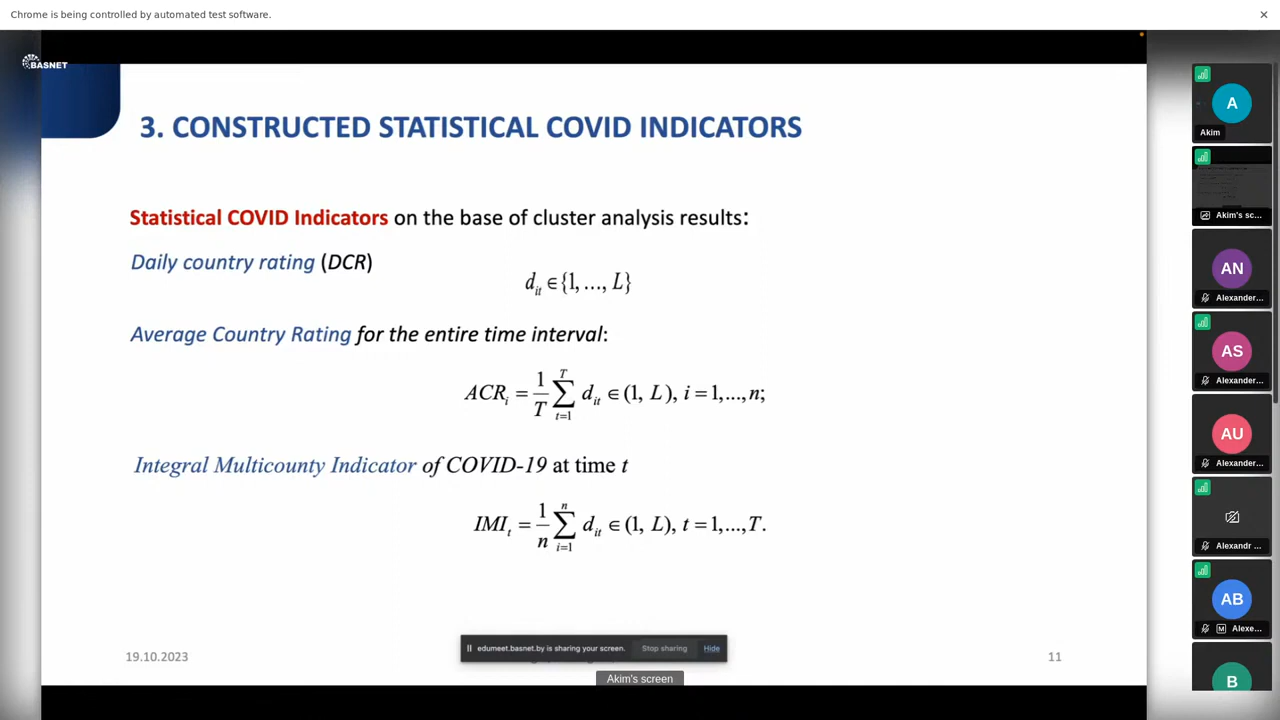 Chrome is being controlled by automated test software.
BASNET
3. CONSTRUCTED STATISTICAL COVID INDICATORS
Statistical COVID Indicators on the base of cluster analysis results:
Daily country rating (DCR)
d_it ∈{1, ..., L}
Average Country Rating for the entire time interval:
ACR_i = 1/T ∑_{t=1}^{T} d_it ∈ (1, L), i = 1,..., n;
Integral Multicounty Indicator of COVID-19 at time t
IMI_t = 1/n ∑_{i=1}^{n} d_it ∈ (1, L), t = 1,...,T.
edumeet.basnet.by is sharing your screen.
Stop sharing
Hide
19.10.2023
11
Akim's screen
A
Akim
Akim's sc...
AN
Alexander...
AS
Alexander...
AU
Alexander...
Alexandr ...
AB
M
Alexe...
B